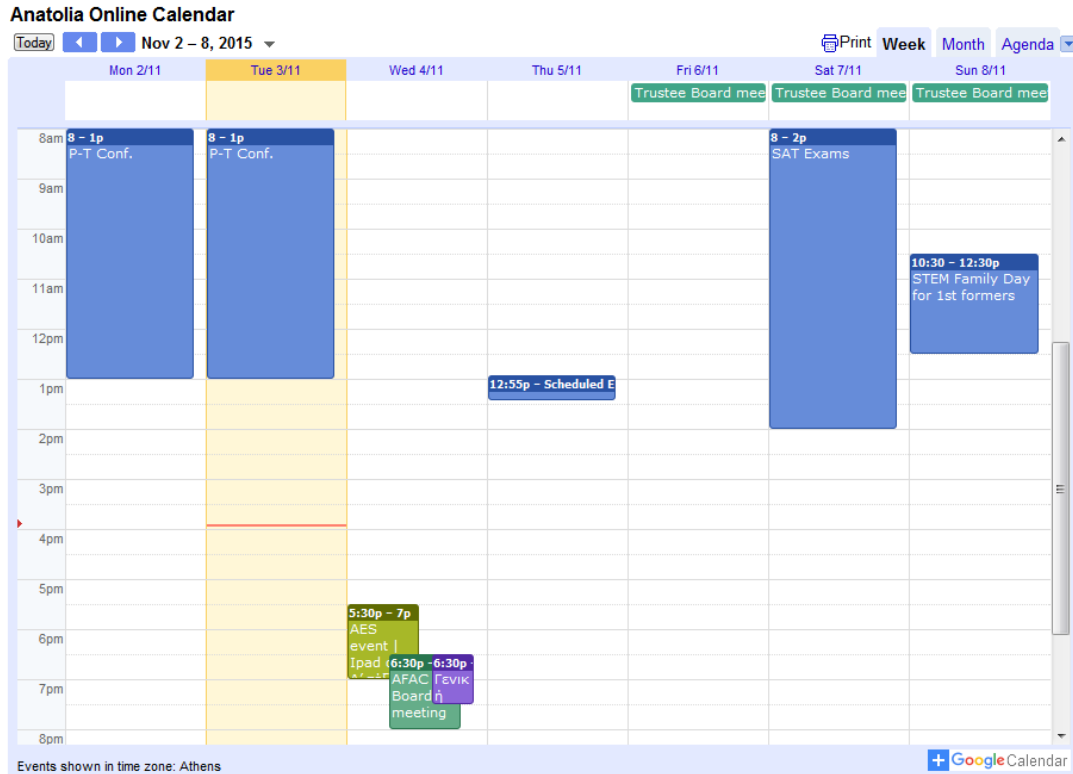 Anatolia Online Calendar
Today Nov 2 – 8, 2015 Print Week Month Agenda
Mon 2/11 Tue 3/11 Wed 4/11 Thu 5/11 Fri 6/11 Sat 7/11 Sun 8/11
Trustee Board mee Trustee Board mee Trustee Board mee
8am 8 – 1p 8 – 1p 8 – 2p
P-T Conf. P-T Conf. SAT Exams
9am
10am
10:30 – 12:30p
STEM Family Day
11am
for 1st formers
12pm
1pm 12:55p – Scheduled E
2pm
3pm
4pm
5pm
5:30p – 7p
AES
6pm
event |
Ipad 6:30p – 6:30p –
AFAC Γενικ
7pm
Board ή
meeting
8pm
Events shown in time zone: Athens
Google Calendar